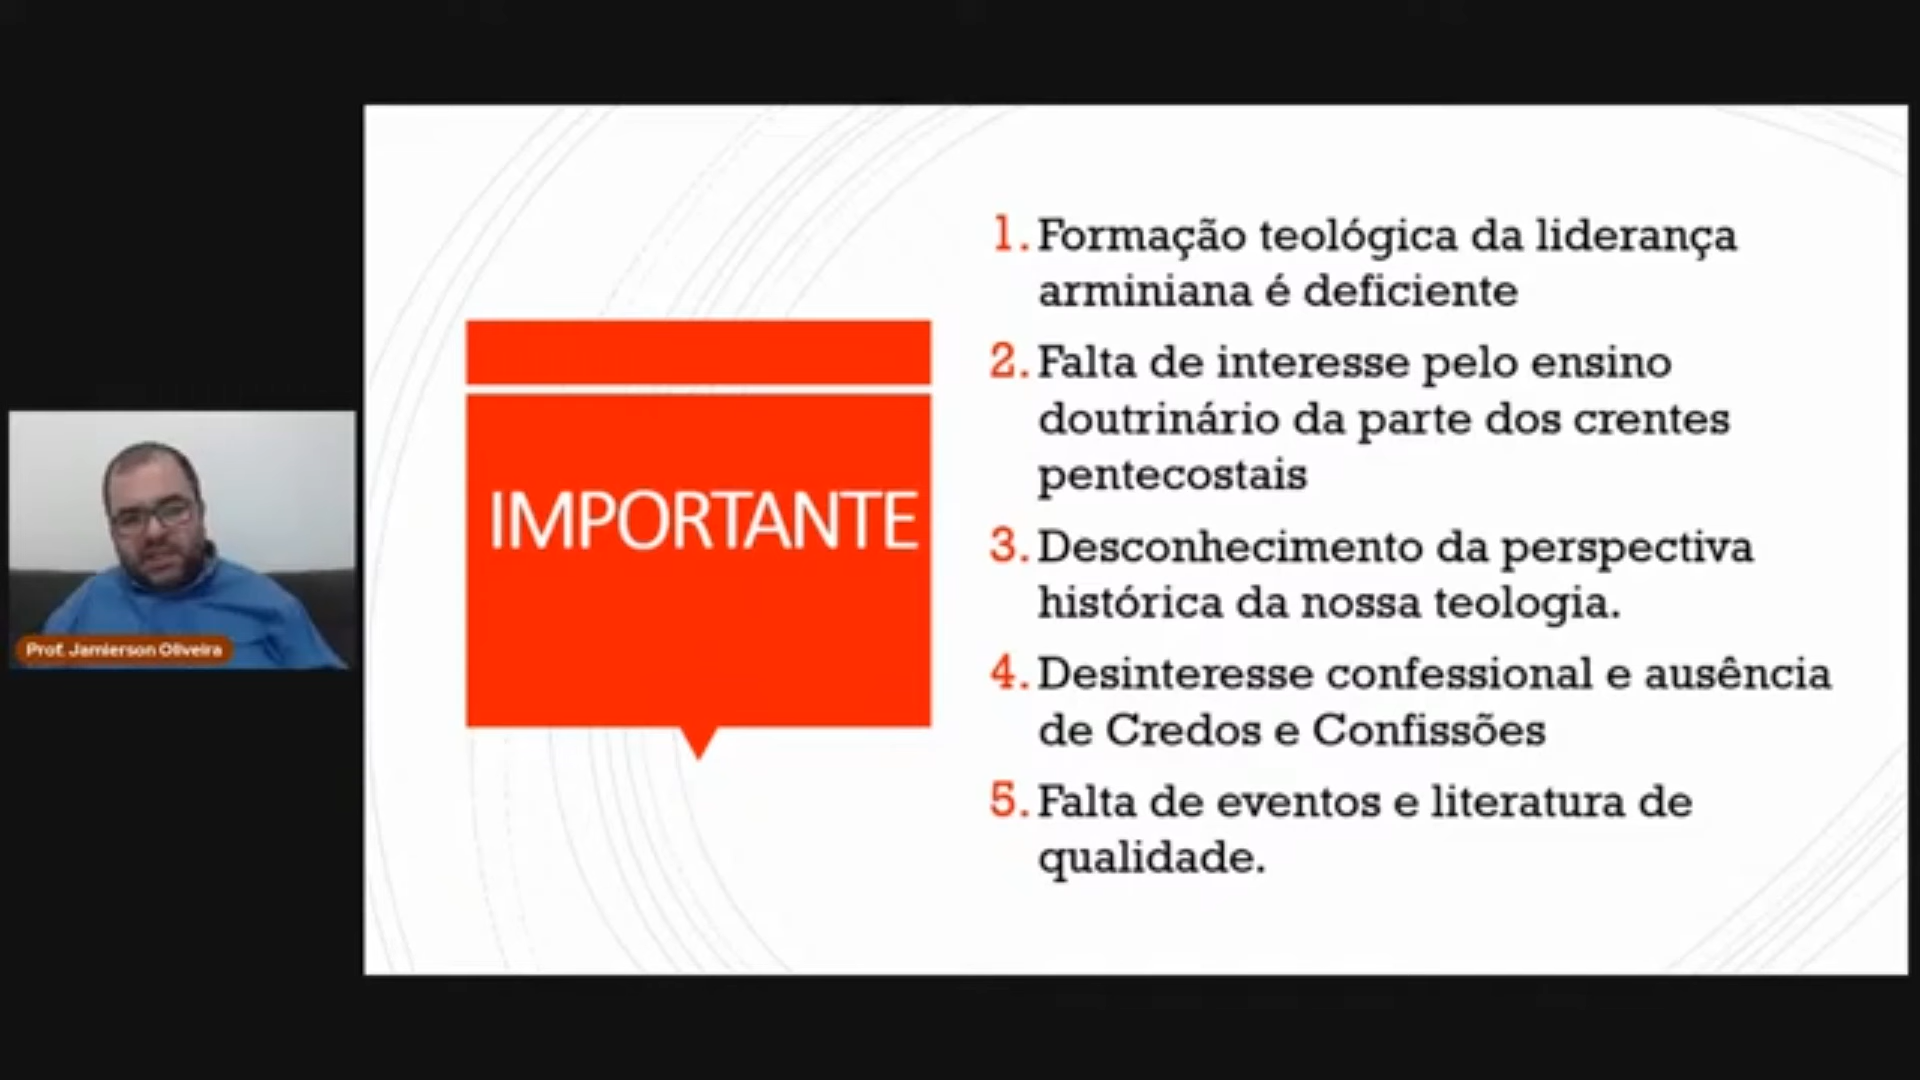 IMPORTANTE
1. Formação teológica da liderança
arminiana é deficiente
2. Falta de interesse pelo ensino
doutrinário da parte dos crentes
pentecostais
3. Desconhecimento da perspectiva
histórica da nossa teologia.
4. Desinteresse confessional e ausência
de Credos e Confissões
5. Falta de eventos e literatura de
qualidade.
Prof. Jamierson Oliveira